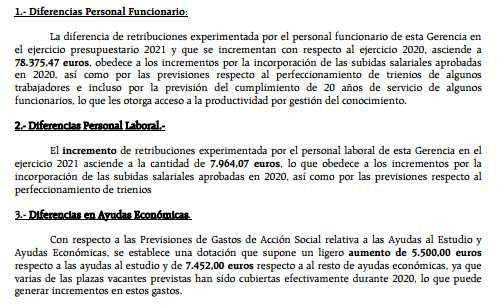 1.- Diferencias Personal Funcionario:
La diferencia de retribuciones experimentada por el personal funcionario de esta Gerencia en
el ejercicio presupuestario 2021 y que se incrementan con respecto al ejercicio 2020, asciende a
78.375.47 euros, obedece a los incrementos por la incorporación de las subidas salariales aprobadas
en 2020, así como por las previsiones respecto al perfeccionamiento de trienios de algunos
trabajadores e incluso por la previsión del cumplimiento de 20 años de servicio de algunos
funcionarios, lo que les otorga acceso a la productividad por gestión del conocimiento.
2.- Diferencias Personal Laboral.-
El incremento de retribuciones experimentada por el personal laboral de esta Gerencia en el
ejercicio 2021 asciende a la cantidad de 7.964,07 euros, lo que obedece a los incrementos por la
incorporación de las subidas salariales aprobadas en 2020, así como por las previsiones respecto al
perfeccionamiento de trienios
3.- Diferencias en Ayudas Económicas.
Con respecto a las Previsiones de Gastos de Acción Social relativa a las Ayudas al Estudio y
Ayudas Económicas, se establece una dotación que supone un ligero aumento de 5.500,00 euros
respecto a las ayudas al estudio y de 7.452,00 euros respecto a al resto de ayudas económicas, ya que
varias de las plazas vacantes previstas han sido cubiertas efectivamente durante 2020, lo que puede
generar incrementos en estos gastos.